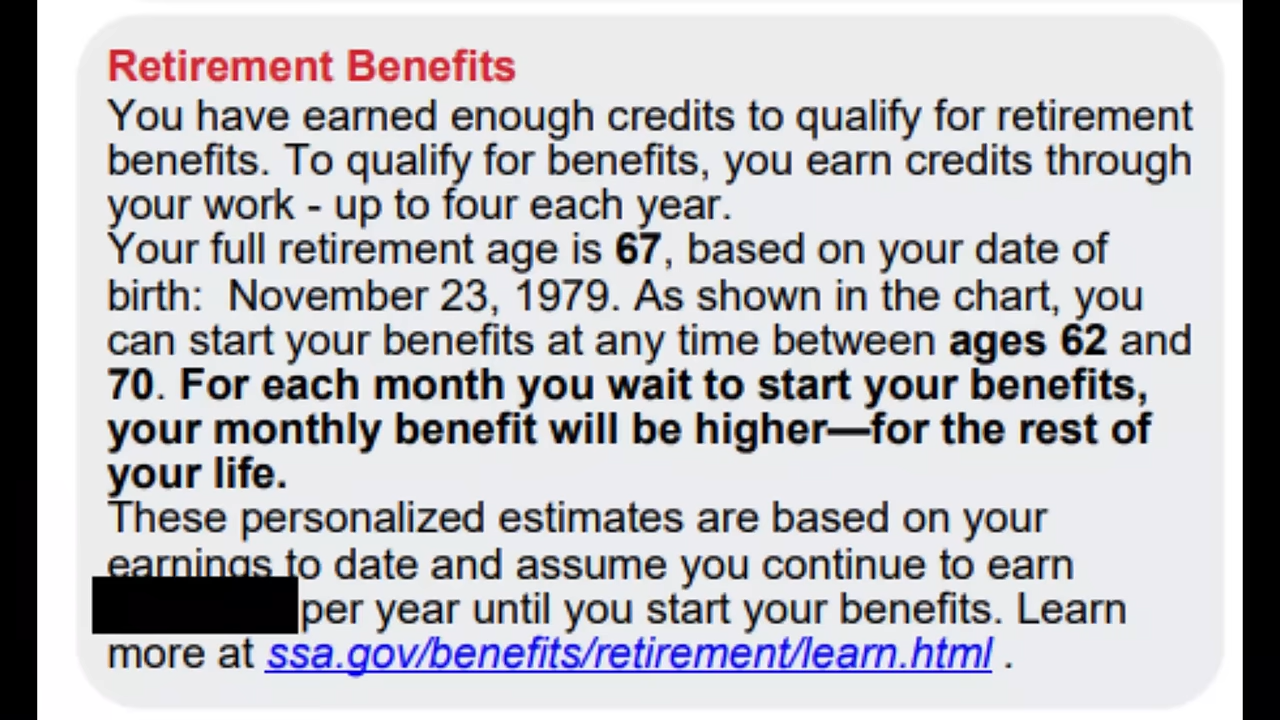 Retirement Benefits
You have earned enough credits to qualify for retirement
benefits. To qualify for benefits, you earn credits through
your work - up to four each year.
Your full retirement age is 67, based on your date of
birth:  November 23, 1979. As shown in the chart, you
can start your benefits at any time between ages 62 and
70. For each month you wait to start your benefits,
your monthly benefit will be higher—for the rest of
your life.
These personalized estimates are based on your
earnings to date and assume you continue to earn
per year until you start your benefits. Learn
more at ssa.gov/benefits/retirement/learn.html .